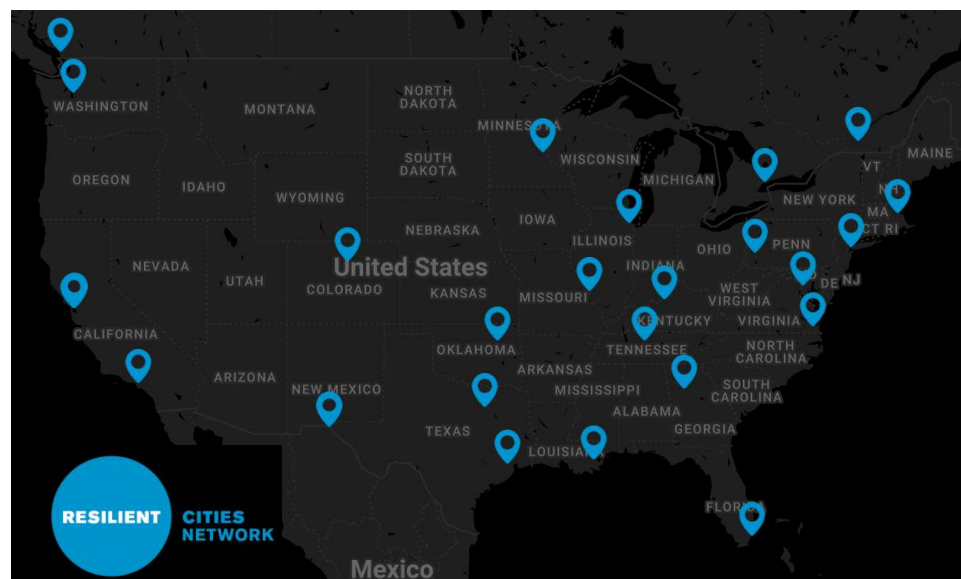 NORTH
DAKOTA
WASHINGTON
MONTANA
MINNESOTA
MAINE
SOUTH
DAKOTA
WISCONSIN
VT
OREGON
IDAHO
MICHIGAN
NH
WYOMING
NEW YORK
MA
IOWA
CT RI
NEBRASKA
ILLINOIS
OHIO
PENN
NEVADA
United States
INDIANA
UTAH
COLORADO
KANSAS
MISSOURI
WEST
VIRGINIA
DE
NJ
CALIFORNIA
KENTUCKY
VIRGINIA
OKLAHOMA
TENNESSEE
NORTH
CAROLINA
ARKANSAS
ARIZONA
NEW MEXICO
MISSISSIPPI
SOUTH
CAROLINA
ALABAMA
TEXAS
GEORGIA
LOUISIANA
FLORIDA
RESILIENT
CITIES
NETWORK
Mexico